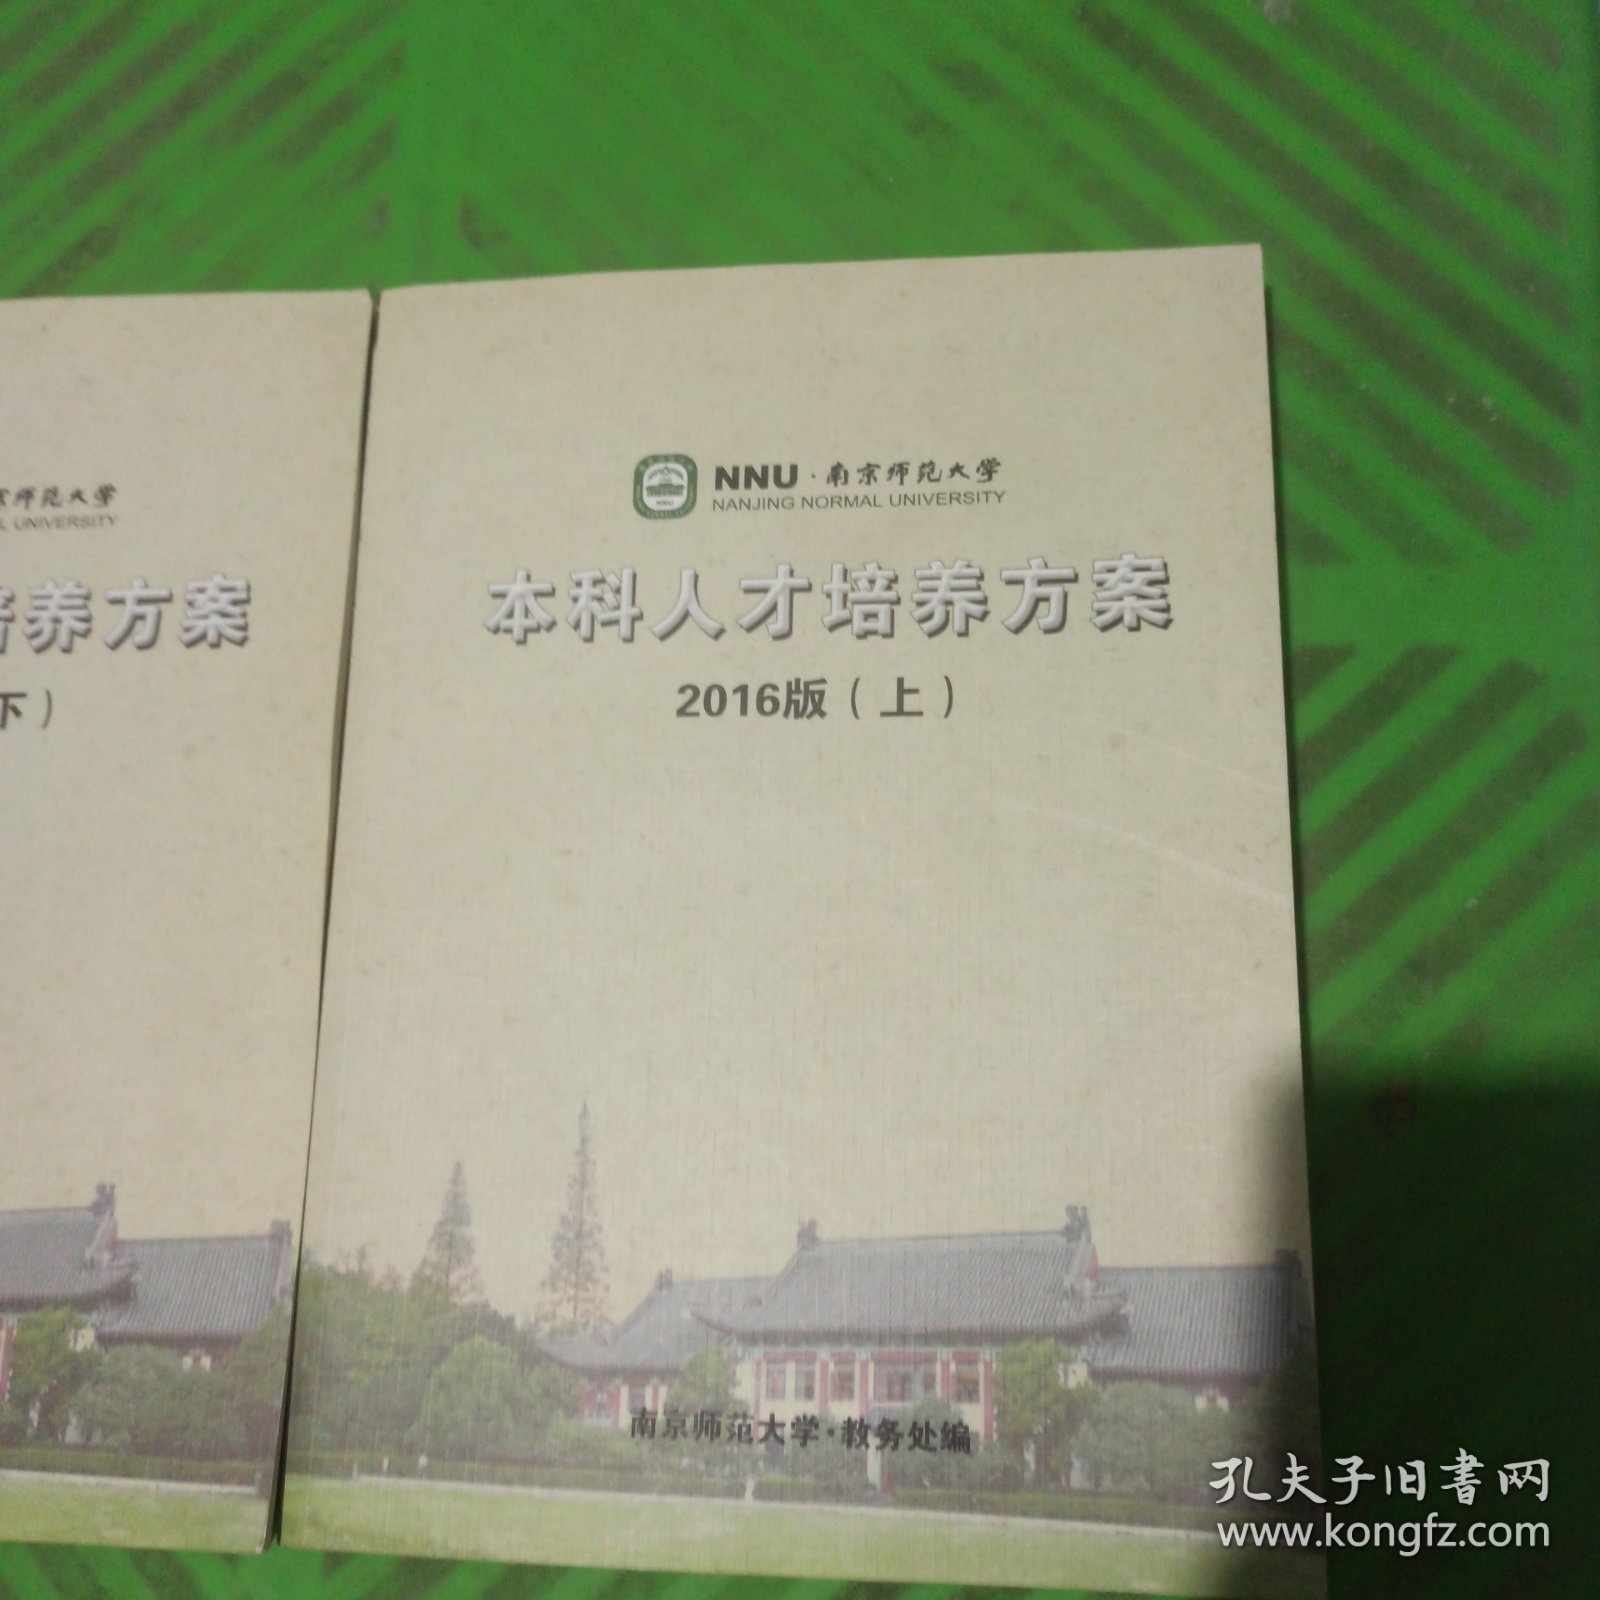 京师范大学
L UNIVERSITY
培养方案
下）
NNU·南京师范大学
NANJING NORMAL UNIVERSITY
本科人才培养方案
2016版（上）
南京师范大学·教务处编
孔夫子旧书网
www.kongfz.com